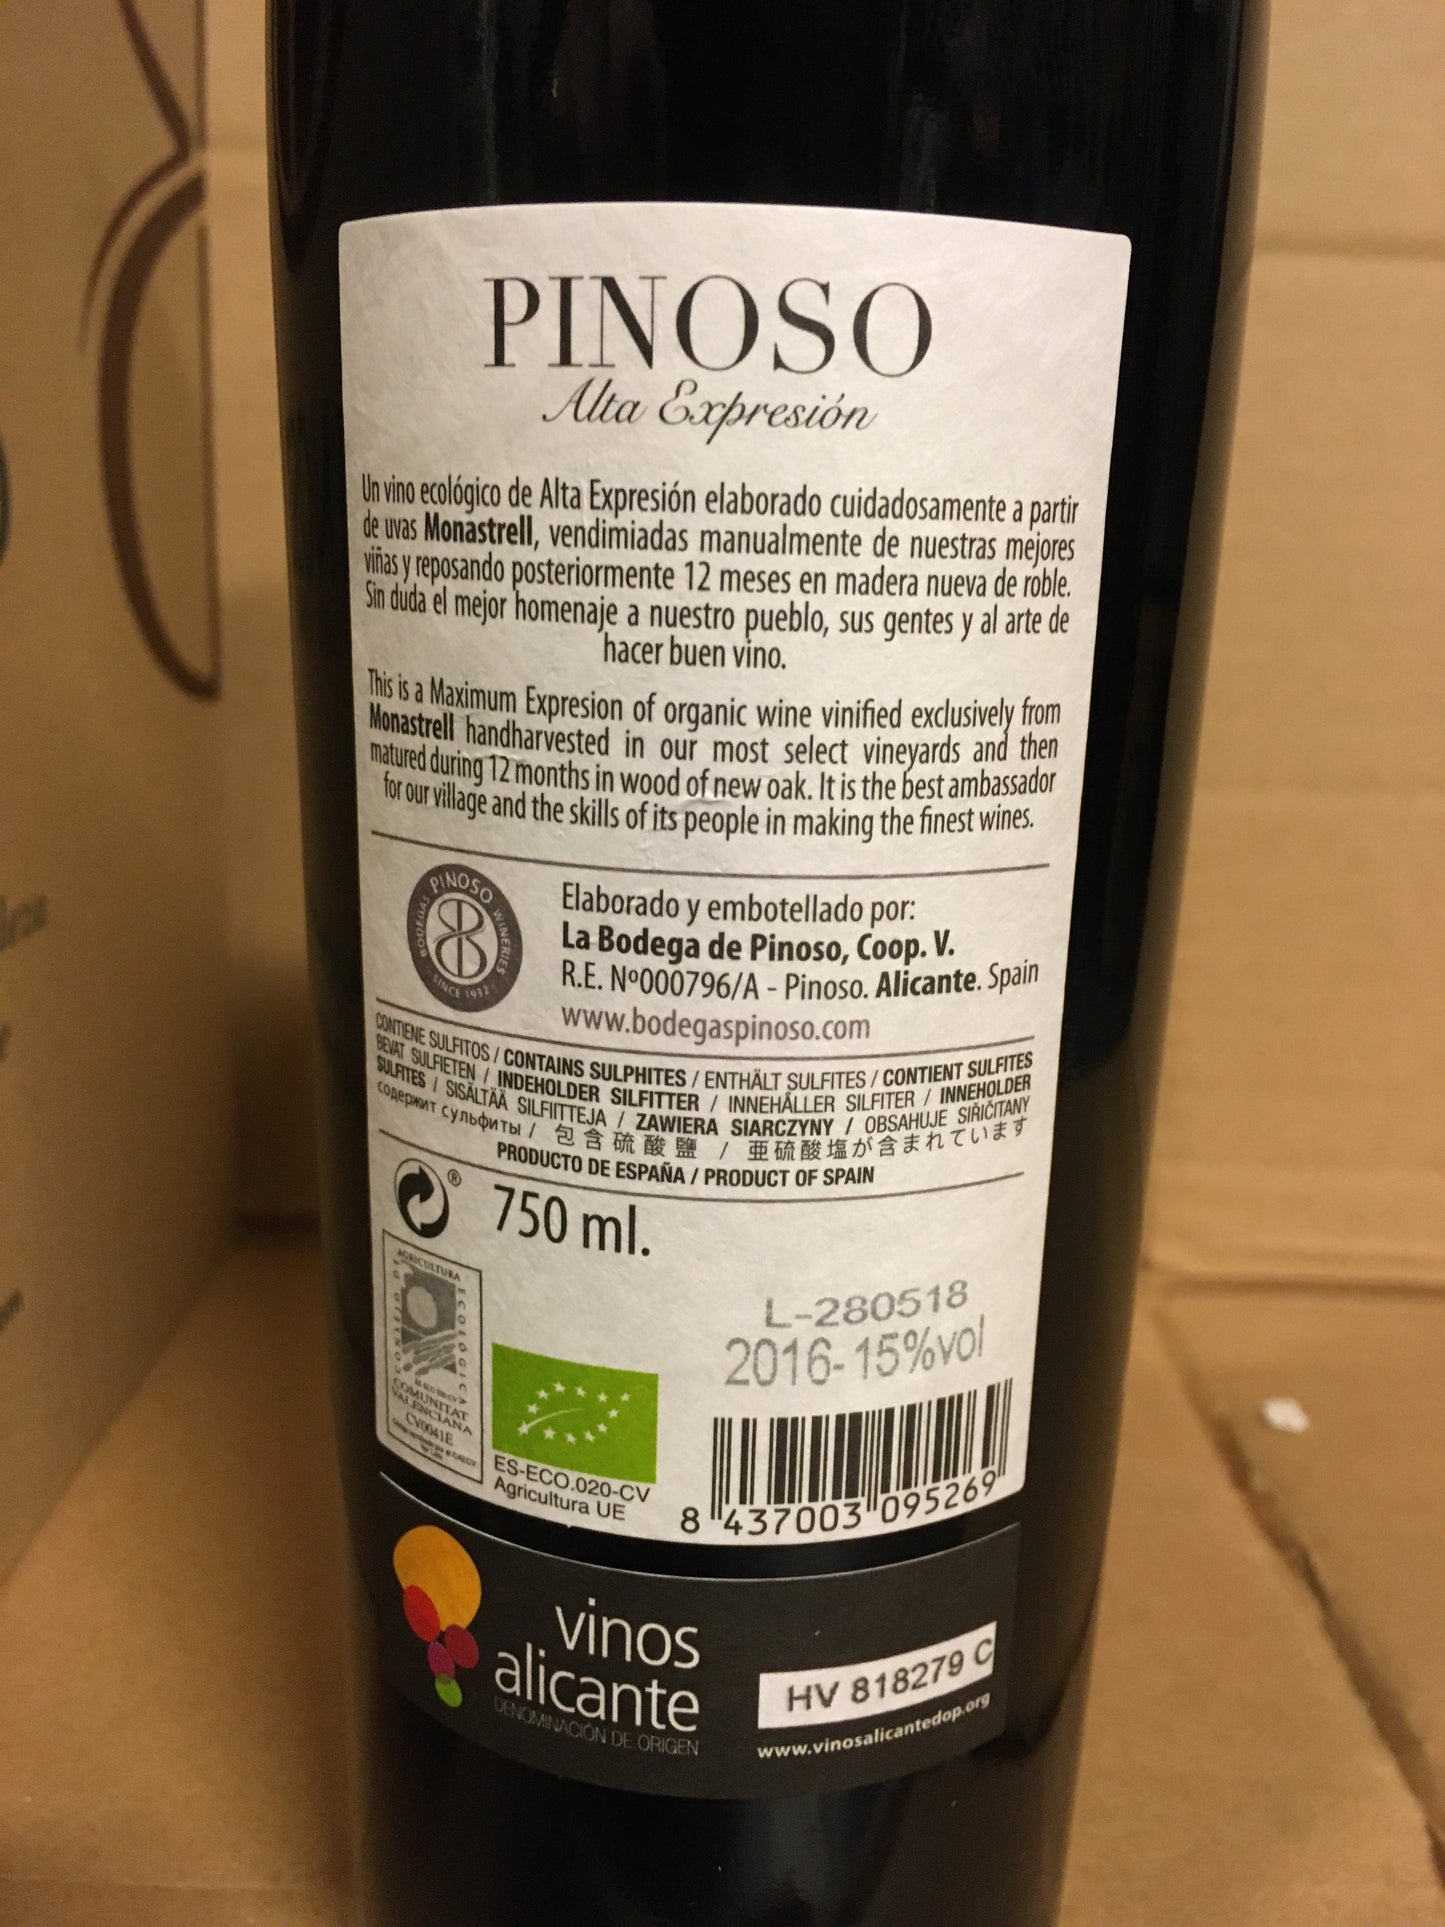 PINOSO
Alta Expresión
Un vino ecológico de Alta Expresión elaborado cuidadosamente a partir
de uvas Monastrell, vendimiadas manualmente de nuestras mejores
viñas y reposando posteriormente 12 meses en madera nueva de roble.
Sin duda el mejor homenaje a nuestro pueblo, sus gentes y al arte de
hacer buen vino.
This is a Maximum Expresion of organic wine vinified exclusively from
Monastrell handharvested in our most select vineyards and then
matured during 12 months in wood of new oak. It is the best ambassador
for our village and the skills of its people in making the finest wines.
BODEGAS PINOSO WINERIES
SINCE 1932
Elaborado y embotellado por:
La Bodega de Pinoso, Coop. V.
R.E. Nº000796/A - Pinoso. Alicante. Spain
www.bodegaspinoso.com
CONTIENE SULFITOS / CONTAINS SULPHITES / ENTHÄLT SULFITES / CONTIENT SULFITES
BEVAT SULFIETEN / INDEHOLDER SILFITTER / INNEHÅLLER SILFITER / INNEHOLDER
SULFITES / SISÄLTÄÄ SILFIITTEJA / ZAWIERA SIARCZYNY / OBSAHUJE SIŘIČITANY
содержит сульфиты / 包含硫酸鹽 / 亜硫酸塩が含まれています
PRODUCTO DE ESPAÑA / PRODUCT OF SPAIN
®
750 ml.
AGRICULTURA
ECOLOGICA
COMUNITAT
VALENCIANA
CV0041E
L-280518
2016-15%vol
ES-ECO.020-CV
Agricultura UE
8 437003 095269
vinos
alicante
DENOMINACIÓN DE ORIGEN
HV 818279 C
www.vinosalicantedop.org